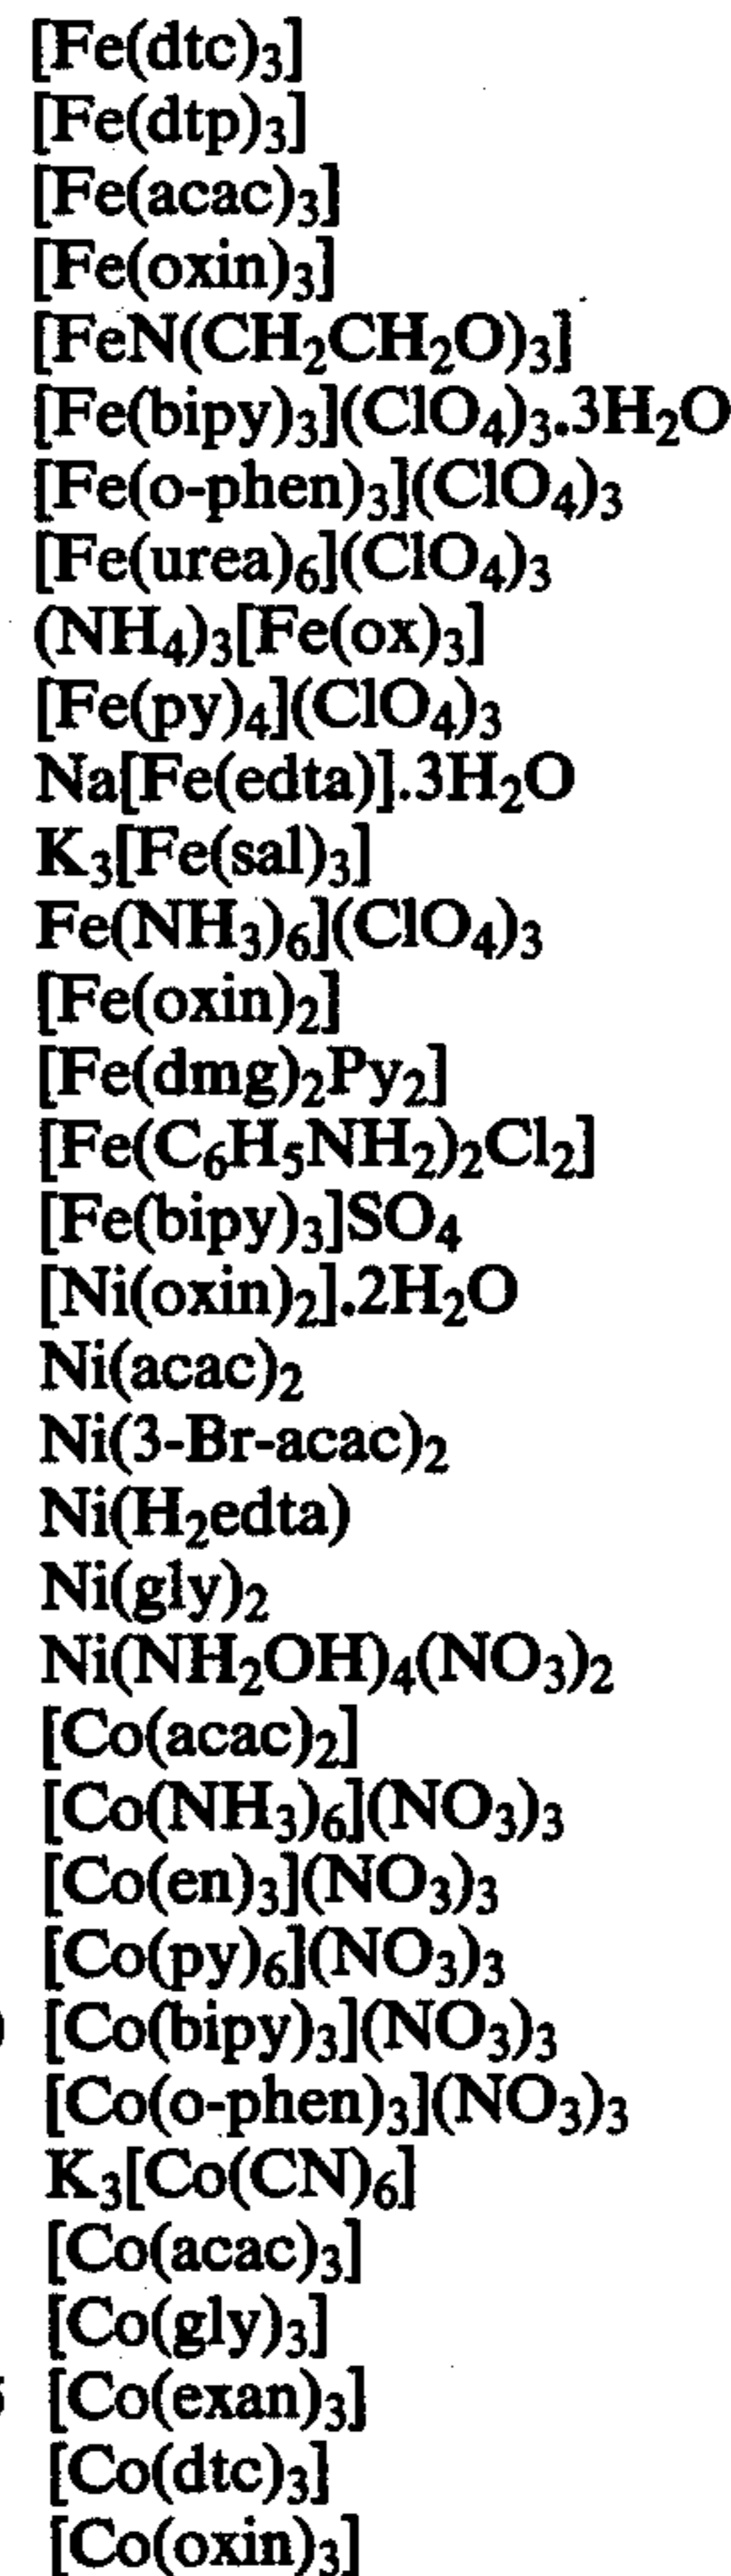 [Fe(dtc)₃]
[Fe(dtp)₃]
[Fe(acac)₃]
[Fe(oxin)₃]
[FeN(CH₂CH₂O)₃]
[Fe(bipy)₃](ClO₄)₃.3H₂O
[Fe(o-phen)₃](ClO₄)₃
[Fe(urea)₆](ClO₄)₃
(NH₄)₃[Fe(ox)₃]
[Fe(py)₄](ClO₄)₃
Na[Fe(edta)].3H₂O
K₃[Fe(sal)₃]
Fe(NH₃)₆](ClO₄)₃
[Fe(oxin)₂]
[Fe(dmg)₂Py₂]
[Fe(C₆H₅NH₂)₂Cl₂]
[Fe(bipy)₃]SO₄
[Ni(oxin)₂].2H₂O
Ni(acac)₂
Ni(3-Br-acac)₂
Ni(H₂edta)
Ni(gly)₂
Ni(NH₂OH)₄(NO₃)₂
[Co(acac)₂]
[Co(NH₃)₆](NO₃)₃
[Co(en)₃](NO₃)₃
[Co(py)₆](NO₃)₃
[Co(bipy)₃](NO₃)₃
[Co(o-phen)₃](NO₃)₃
K₃[Co(CN)₆]
[Co(acac)₃]
[Co(gly)₃]
[Co(exan)₃]
[Co(dtc)₃]
[Co(oxin)₃]